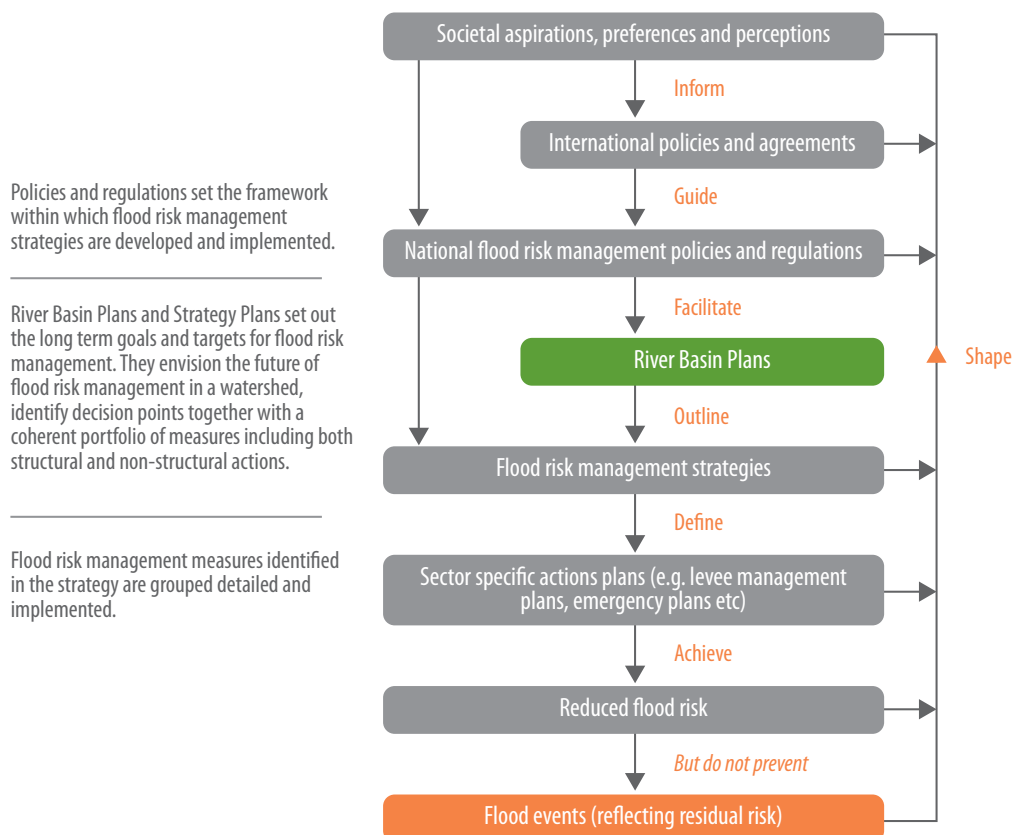 Societal aspirations, preferences and perceptions
Inform
International policies and agreements
Policies and regulations set the framework
within which flood risk management
strategies are developed and implemented.
Guide
National flood risk management policies and regulations
River Basin Plans and Strategy Plans set out
the long term goals and targets for flood risk
management. They envision the future of
flood risk management in a watershed,
identify decision points together with a
coherent portfolio of measures including both
structural and non-structural actions.
Facilitate
River Basin Plans
Shape
Outline
Flood risk management strategies
Define
Flood risk management measures identified
in the strategy are grouped detailed and
implemented.
Sector specific actions plans (e.g. levee management
plans, emergency plans etc)
Achieve
Reduced flood risk
But do not prevent
Flood events (reflecting residual risk)